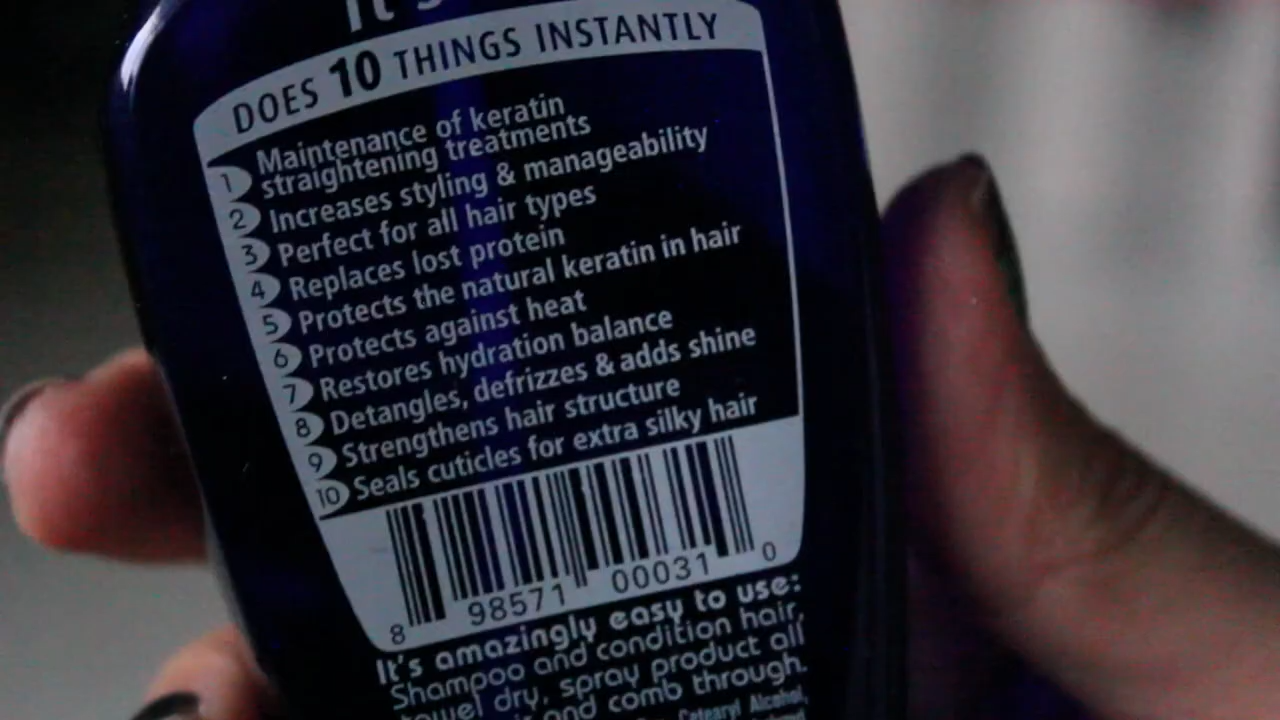 It's
DOES 10 THINGS INSTANTLY
1 Maintenance of keratin
straightening treatments
2 Increases styling & manageability
3 Perfect for all hair types
4 Replaces lost protein
5 Protects the natural keratin in hair
6 Protects against heat
7 Restores hydration balance
8 Detangles, defrizzes & adds shine
9 Strengthens hair structure
10 Seals cuticles for extra silky hair
8 98571 00031 0
It's amazingly easy to use:
Shampoo and condition hair,
towel dry, spray product all
and comb through.
Cetearyl Alcohol,